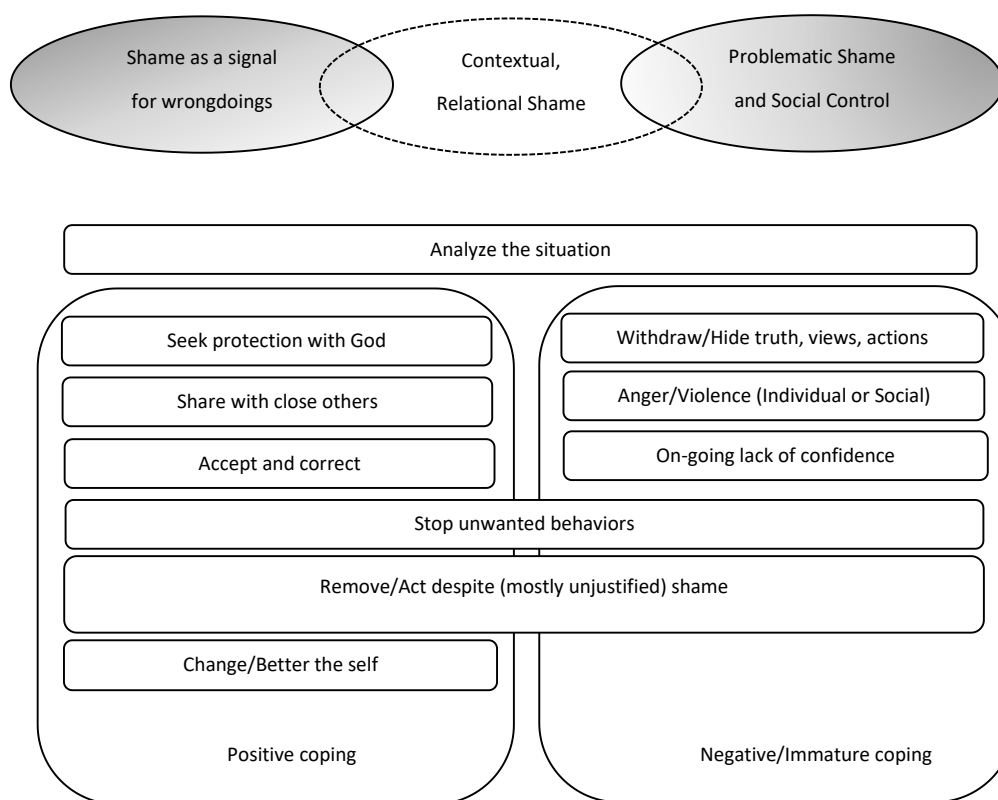 Shame as a signal
for wrongdoings
Contextual,
Relational Shame
Problematic Shame
and Social Control
Analyze the situation
Seek protection with God
Share with close others
Accept and correct
Withdraw/Hide truth, views, actions
Anger/Violence (Individual or Social)
On-going lack of confidence
Stop unwanted behaviors
Remove/Act despite (mostly unjustified) shame
Change/Better the self
Positive coping
Negative/Immature coping